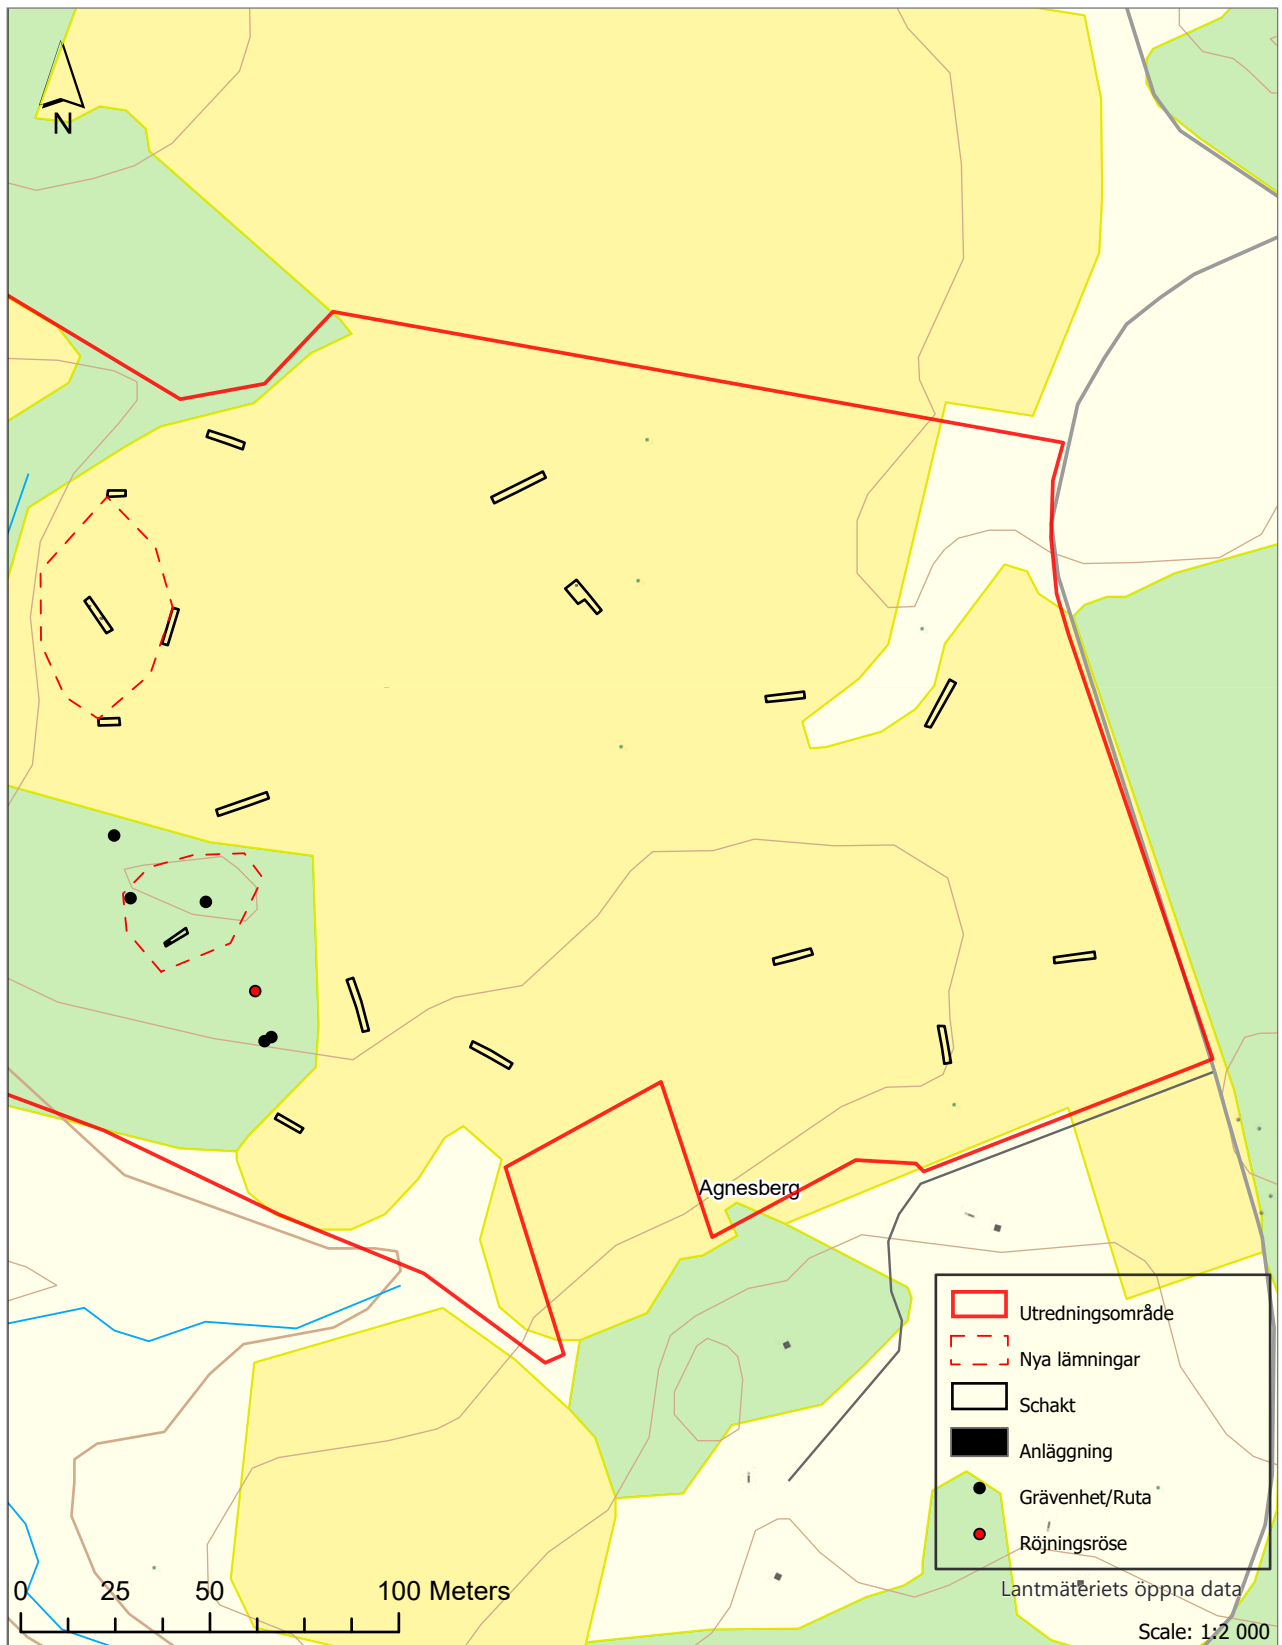 N
Agnesberg
Utredningsområde
Nya lämningar
Schakt
Anläggning
Grävenhet/Ruta
Röjningsröse
0 25 50 100 Meters
Lantmäteriets öppna data
Scale: 1:2 000